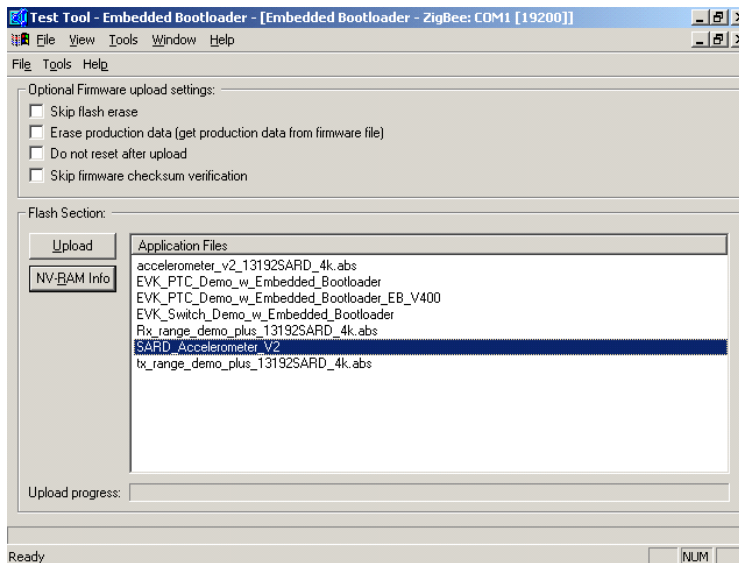 Test Tool - Embedded Bootloader - [Embedded Bootloader - ZigBee: COM1 [19200]]
File View Tools Window Help
File Tools Help
Optional Firmware upload settings:
Skip flash erase
Erase production data (get production data from firmware file)
Do not reset after upload
Skip firmware checksum verification
Flash Section:
Upload
Application Files
NV-RAM Info
accelerometer_v2_13192SARD_4k.abs
EVK_PTC_Demo_w_Embedded_Bootloader
EVK_PTC_Demo_w_Embedded_Bootloader_EB_V400
EVK_Switch_Demo_w_Embedded_Bootloader
Rx_range_demo_plus_13192SARD_4k.abs
SARD_Accelerometer_V2
tx_range_demo_plus_13192SARD_4k.abs
Upload progress:
Ready
NUM